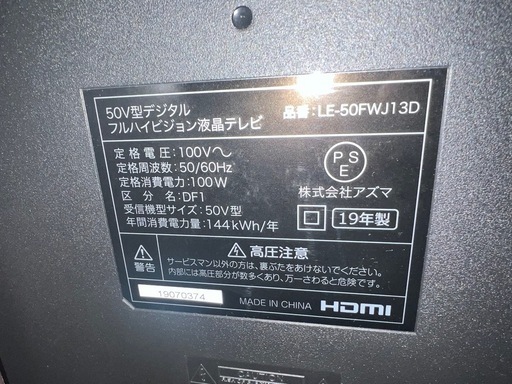 50V型デジタル
フルハイビジョン液晶テレビ
品番:LE-50FWJ13D
定格電圧:100V～
定格周波数:50/60Hz
定格消費電力:100W
区分名:DF1
受信機型サイズ:50V型
年間消費電力量:144kWh/年
PSE
株式会社アズマ
19年製
警告
高圧注意
サービスマン以外の方は、裏ぶたをあけないでください。
内部には高圧部分が数多くあり、万一さわると危険です。
19070374
MADE IN CHINA
HDMI